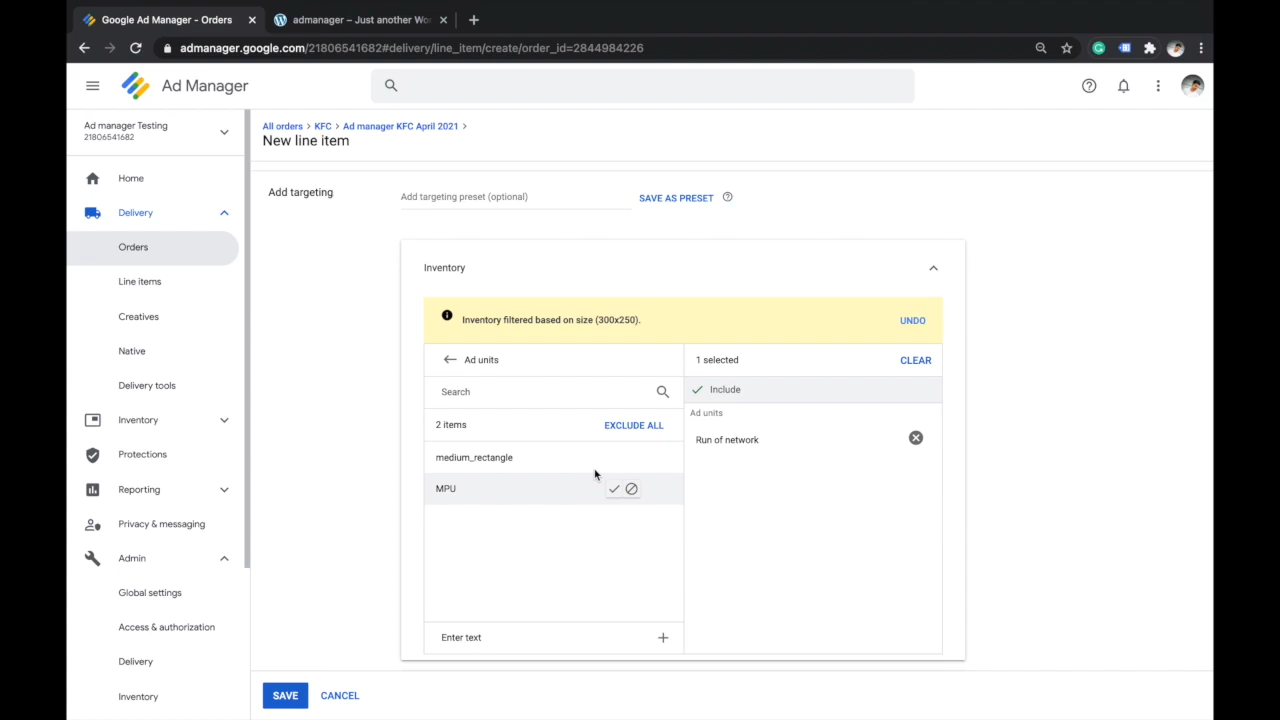 Google Ad Manager - Orders
admanager – Just another Wor
admanager.google.com/21806541682#delivery/line_item/create/order_id=2844984226
Ad Manager
Ad manager Testing
21806541682
All orders > KFC > Ad manager KFC April 2021 >
New line item
Home
Delivery
Orders
Line items
Creatives
Native
Delivery tools
Inventory
Protections
Reporting
Privacy & messaging
Admin
Global settings
Access & authorization
Delivery
Inventory
Add targeting
Add targeting preset (optional)
SAVE AS PRESET
Inventory
Inventory filtered based on size (300x250).
UNDO
Ad units
1 selected
CLEAR
Search
Include
2 items
EXCLUDE ALL
Ad units
Run of network
medium_rectangle
MPU
Enter text
SAVE
CANCEL